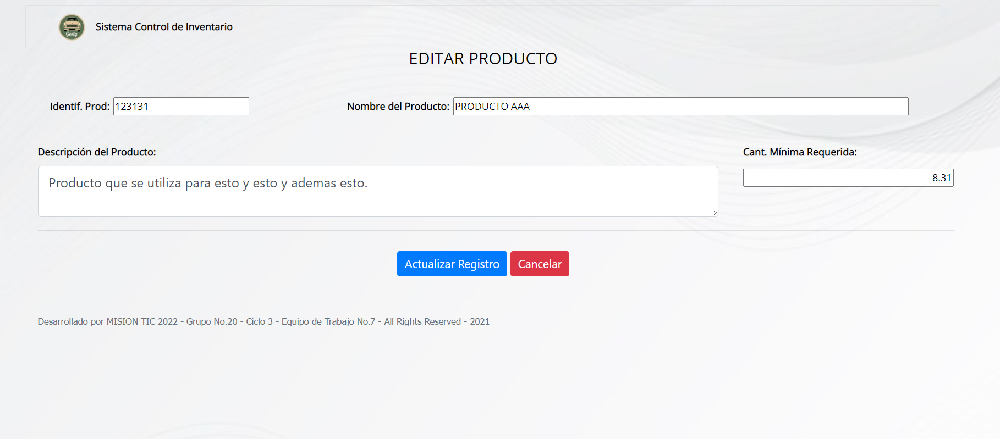 Geely
Sistema Control de Inventario
EDITAR PRODUCTO
Identif. Prod: 123131 Nombre del Producto: PRODUCTO AAA
Descripción del Producto: Cant. Mínima Requerida:
Producto que se utiliza para esto y esto y ademas esto. 8.31
Actualizar Registro Cancelar
Desarrollado por MISION TIC 2022 - Grupo No.20 - Ciclo 3 - Equipo de Trabajo No.7 - All Rights Reserved - 2021